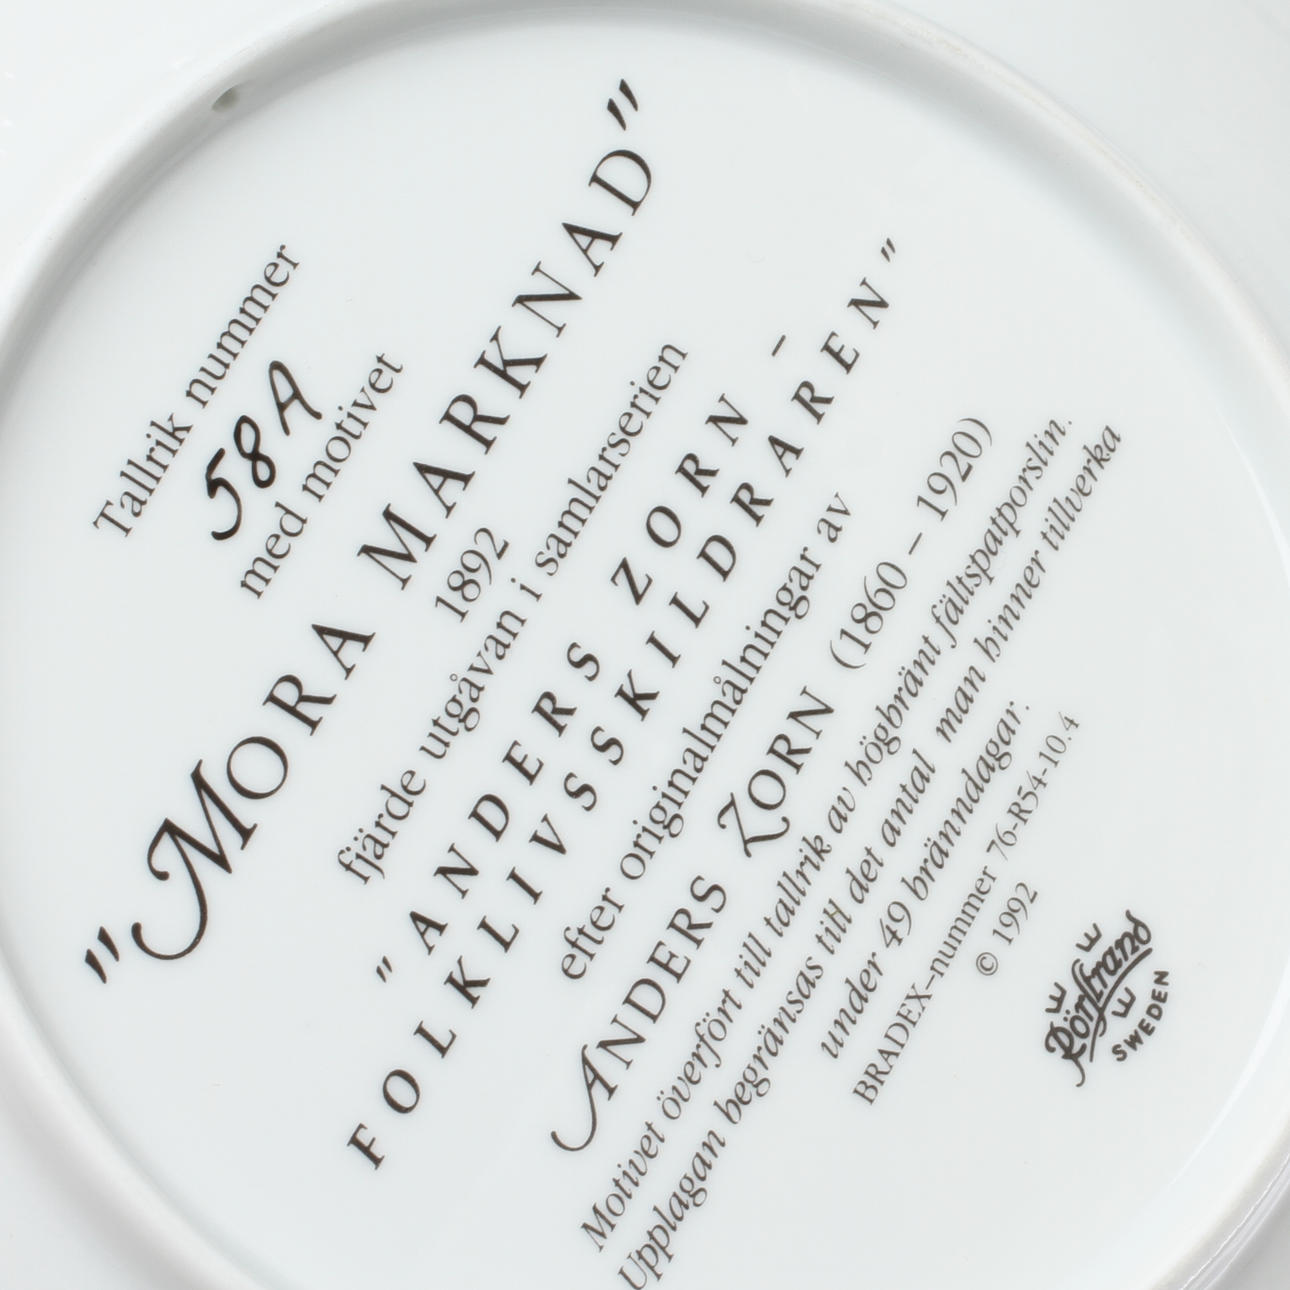 Tallrik nummer
58A
med motivet
"MORA MARKNAD"
1892
fjärde utgåvan i samlarserien
"ANDERS ZORN –
FOLKLIVSSKILDRAREN"
efter originalmålningar av
ANDERS ZORN (1860 – 1920)
Motivet överfört till tallrik av högbränt fältspatporslin.
Upplagan begränsas till det antal man hinner tillverka
under 49 bränndagar.
BRADEX-nummer 76-R54-10.4
© 1992
Rörstrand
SWEDEN